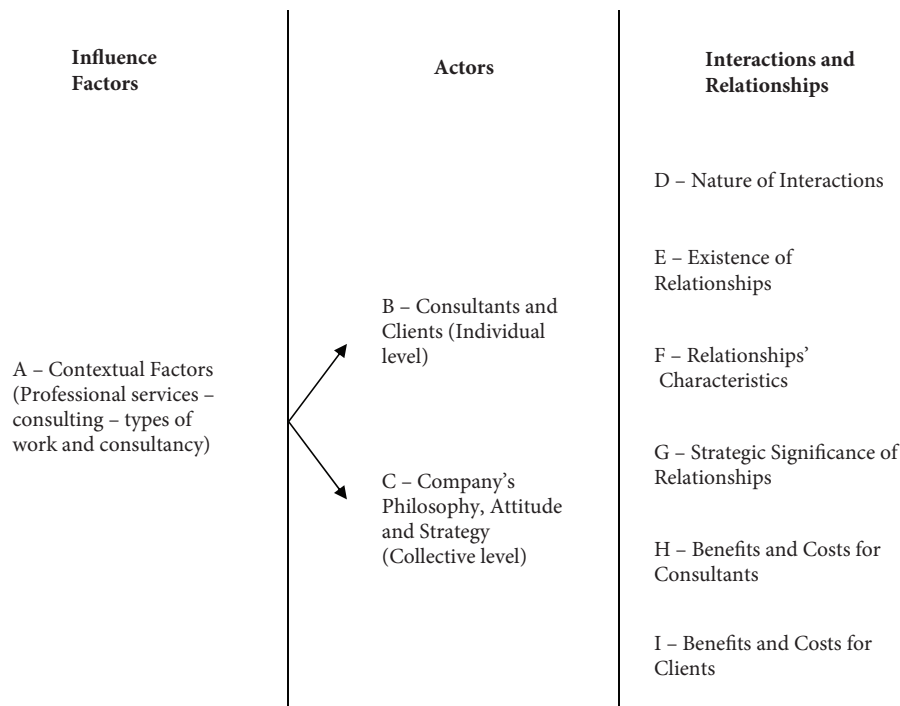 Influence
Factors
Actors
Interactions and
Relationships
A – Contextual Factors
(Professional services –
consulting – types of
work and consultancy)
B – Consultants and
Clients (Individual
level)
C – Company’s
Philosophy, Attitude
and Strategy
(Collective level)
D – Nature of Interactions
E – Existence of
Relationships
F – Relationships’
Characteristics
G – Strategic Significance of
Relationships
H – Benefits and Costs for
Consultants
I – Benefits and Costs for
Clients